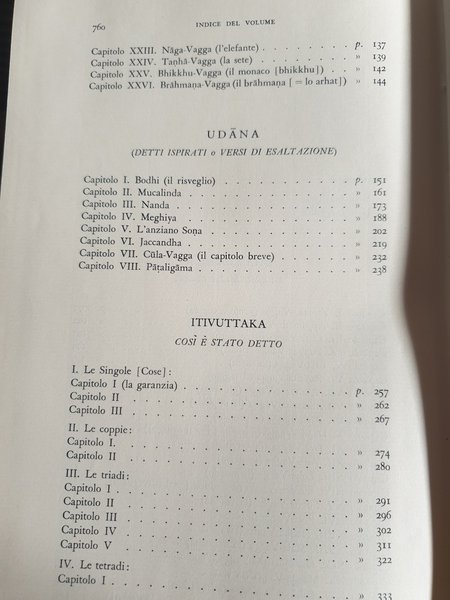 760 INDICE DEL VOLUME
Capitolo XXIII. Nāga-Vagga (l'elefante) . . . . . . . . . p. 137
Capitolo XXIV. Taṇhā-Vagga (la sete) . . . . . . . . . » 139
Capitolo XXV. Bhikkhu-Vagga (il monaco [bhikkhu]) . . . » 142
Capitolo XXVI. Brāhmaṇa-Vagga (il brāhmaṇa [= lo arhat]) . » 144
UDĀNA
(DETTI ISPIRATI o VERSI DI ESALTAZIONE)
Capitolo I. Bodhi (il risveglio) . . . . . . . . . . . p. 151
Capitolo II. Mucalinda . . . . . . . . . . . . . » 161
Capitolo III. Nanda . . . . . . . . . . . . . . » 173
Capitolo IV. Meghiya . . . . . . . . . . . . . » 188
Capitolo V. L'anziano Soṇa . . . . . . . . . . . » 202
Capitolo VI. Jaccandha . . . . . . . . . . . . . » 219
Capitolo VII. Cūla-Vagga (il capitolo breve) . . . . . . . » 232
Capitolo VIII. Pāṭaligāma . . . . . . . . . . . . » 238
ITIVUTTAKA
COSÌ È STATO DETTO
I. Le Singole [Cose]:
Capitolo I (la garanzia) . . . . . . . . . . . . . p. 257
Capitolo II . . . . . . . . . . . . . . . » 262
Capitolo III . . . . . . . . . . . . . . . » 267
II. Le coppie:
Capitolo I. . . . . . . . . . . . . . . . » 274
Capitolo II . . . . . . . . . . . . . . . » 280
III. Le triadi:
Capitolo I . . . . . . . . . . . . . . . » 291
Capitolo II . . . . . . . . . . . . . . . » 296
Capitolo III . . . . . . . . . . . . . . . » 302
Capitolo IV . . . . . . . . . . . . . . . » 311
Capitolo V . . . . . . . . . . . . . . . » 322
IV. Le tetradi:
Capitolo I . . . . . . . . . . . . . . . » 333